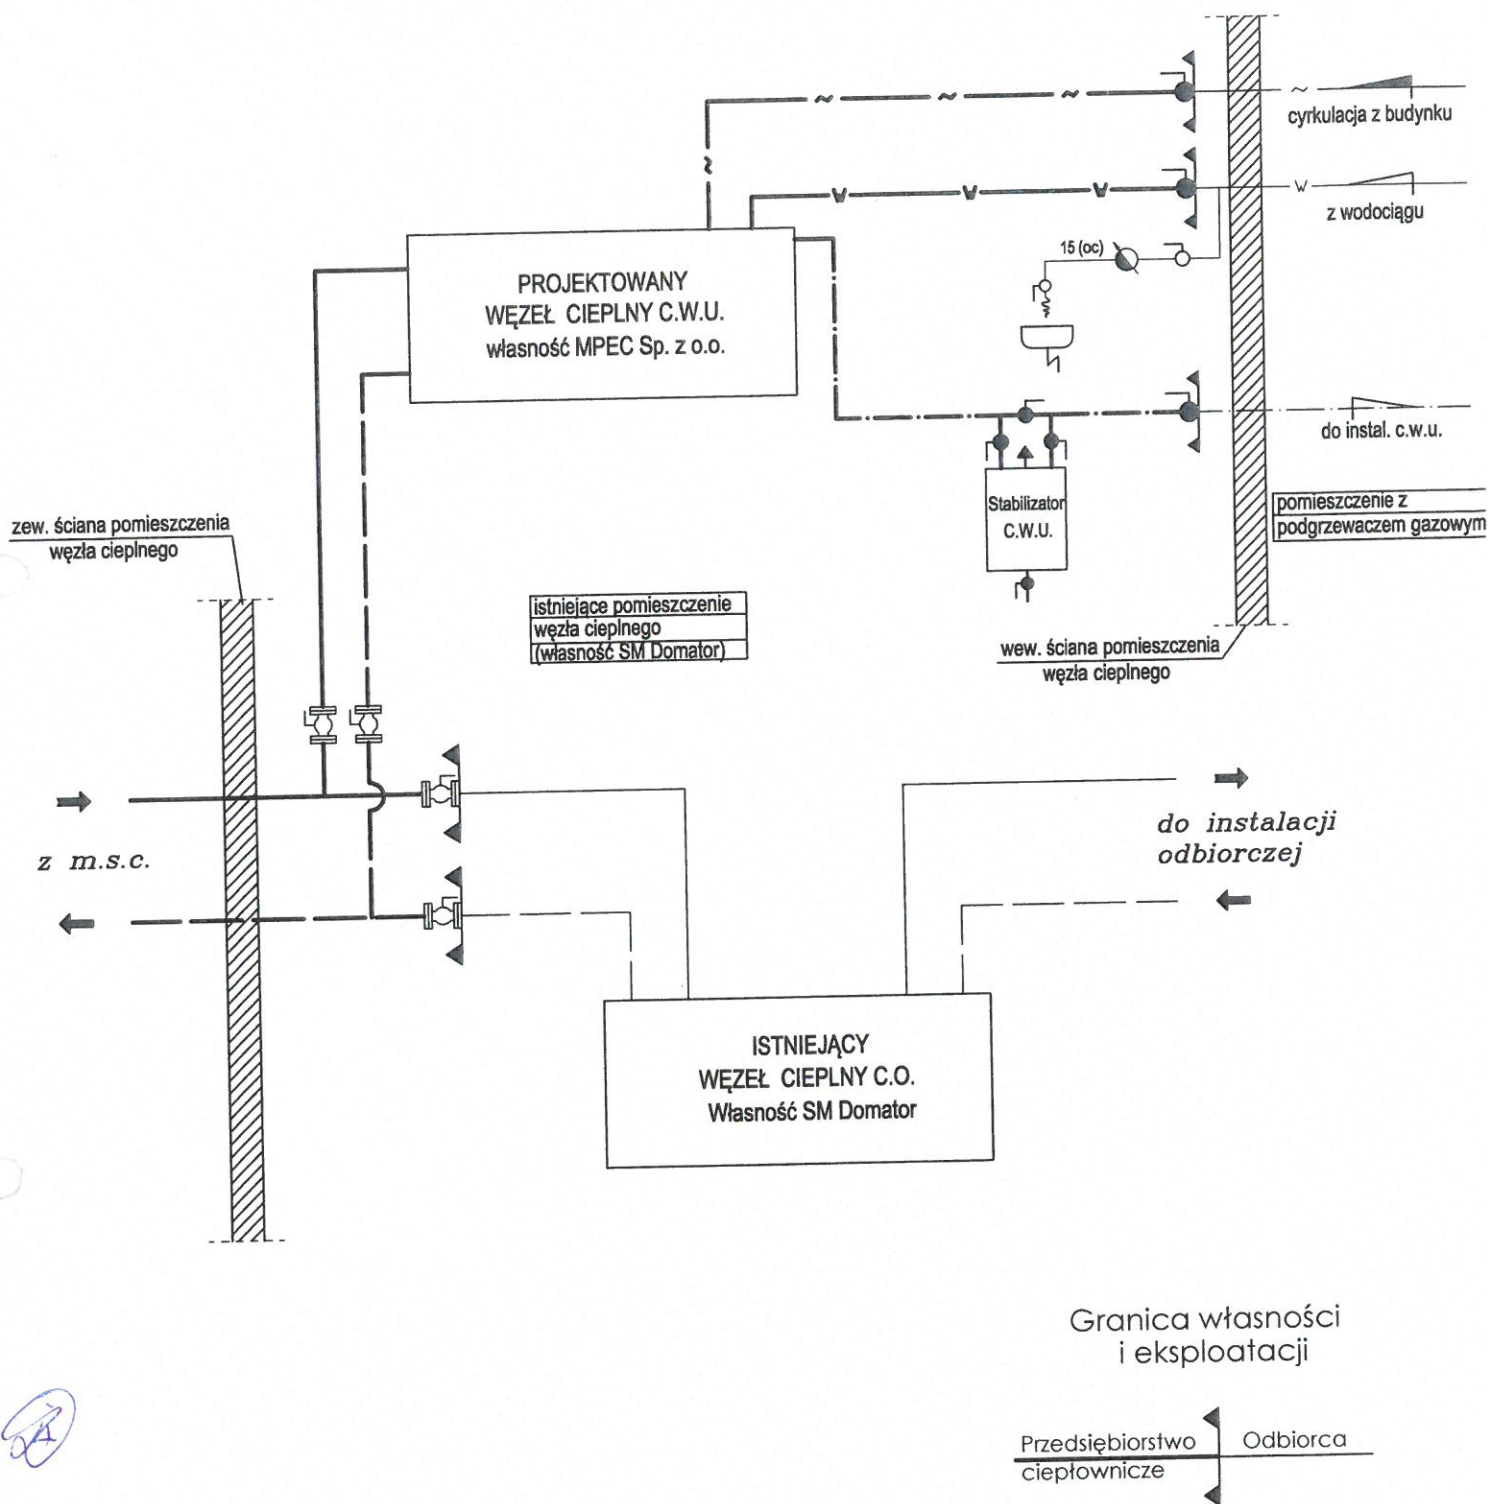 ~ ~ ~ ~
cyrkulacja z budynku
~
W W W W
z wodociągu
15 (oc)
PROJEKTOWANY
WĘZEŁ CIEPLNY C.W.U.
własność MPEC Sp. z o.o.
do instal. c.w.u.
Stabilizator
C.W.U.
pomieszczenie z
podgrzewaczem gazowym
zew. ściana pomieszczenia
węzła cieplnego
istniejące pomieszczenie
węzła cieplnego
(własność SM Domator)
wew. ściana pomieszczenia
węzła cieplnego
z m.s.c.
do instalacji
odbiorczej
ISTNIEJĄCY
WĘZEŁ CIEPLNY C.O.
Własność SM Domator
Granica własności
i eksploatacji
Przedsiębiorstwo Odbiorca
ciepłownicze